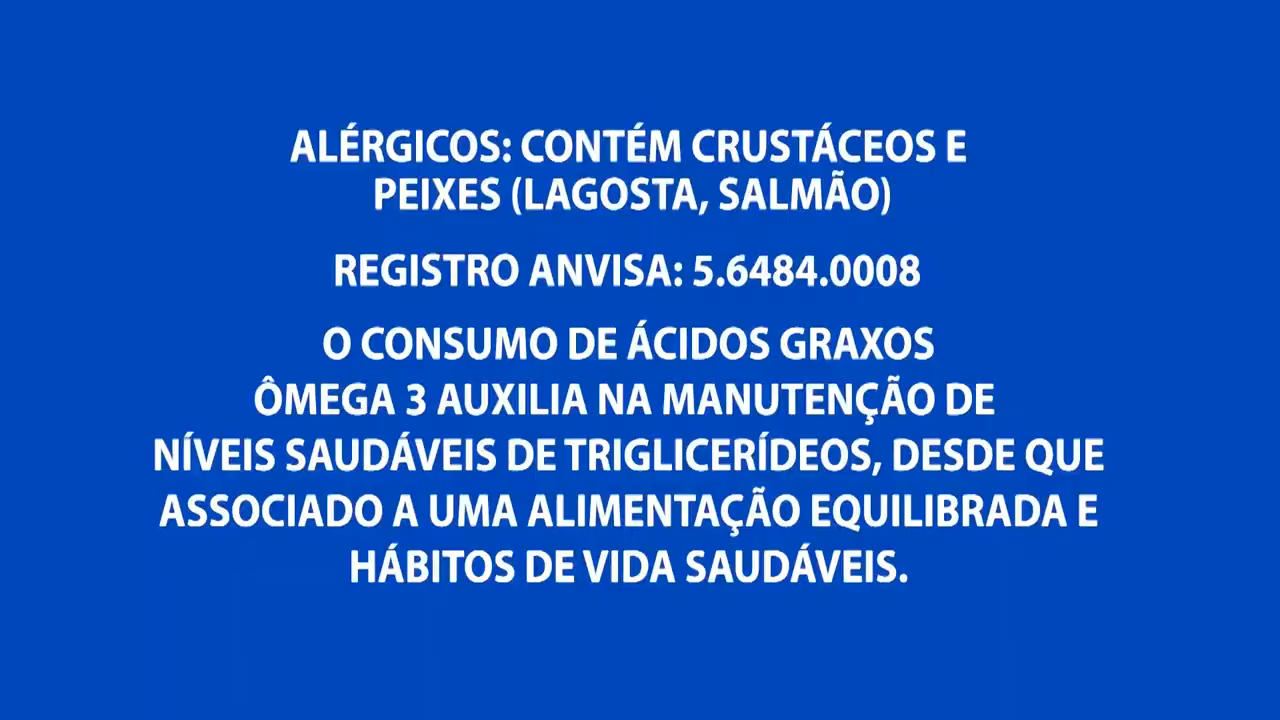 ALÉRGICOS: CONTÉM CRUSTÁCEOS E
PEIXES (LAGOSTA, SALMÃO)
REGISTRO ANVISA: 5.6484.0008
O CONSUMO DE ÁCIDOS GRAXOS
ÔMEGA 3 AUXILIA NA MANUTENÇÃO DE
NÍVEIS SAUDÁVEIS DE TRIGLICERÍDEOS, DESDE QUE
ASSOCIADO A UMA ALIMENTAÇÃO EQUILIBRADA E
HÁBITOS DE VIDA SAUDÁVEIS.